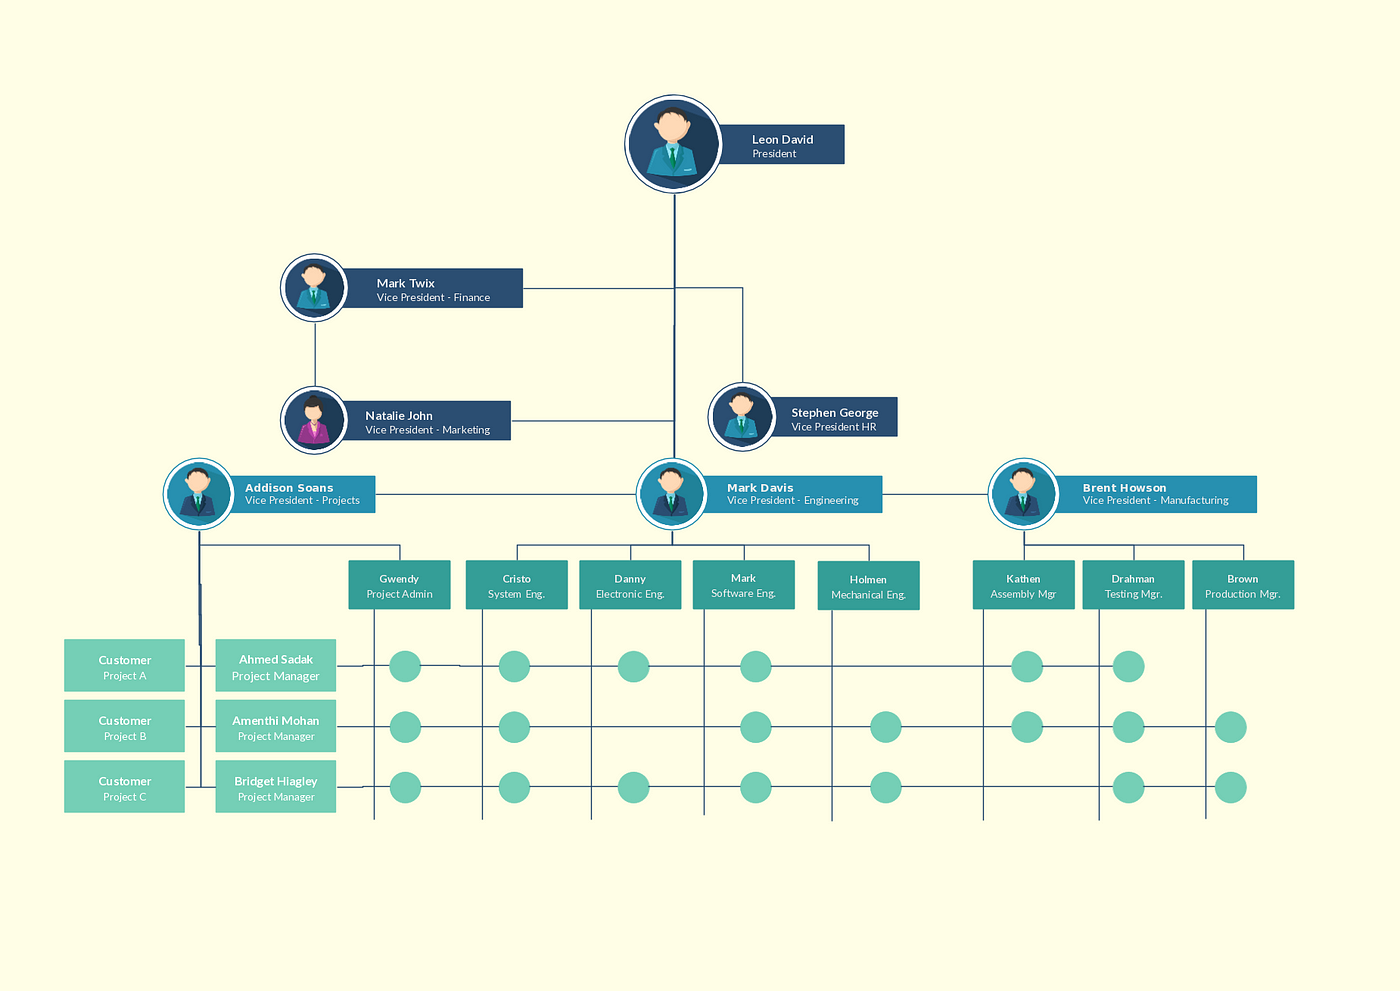 Leon David
President
Mark Twix
Vice President - Finance
Natalie John
Vice President - Marketing
Stephen George
Vice President HR
Addison Soans
Vice President - Projects
Mark Davis
Vice President - Engineering
Brent Howson
Vice President - Manufacturing
Gwendy
Project Admin
Cristo
System Eng.
Danny
Electronic Eng.
Mark
Software Eng.
Holmen
Mechanical Eng.
Kathen
Assembly Mgr
Drahman
Testing Mgr.
Brown
Production Mgr.
Customer
Project A
Ahmed Sadak
Project Manager
Customer
Project B
Amenthi Mohan
Project Manager
Customer
Project C
Bridget Hiagley
Project Manager